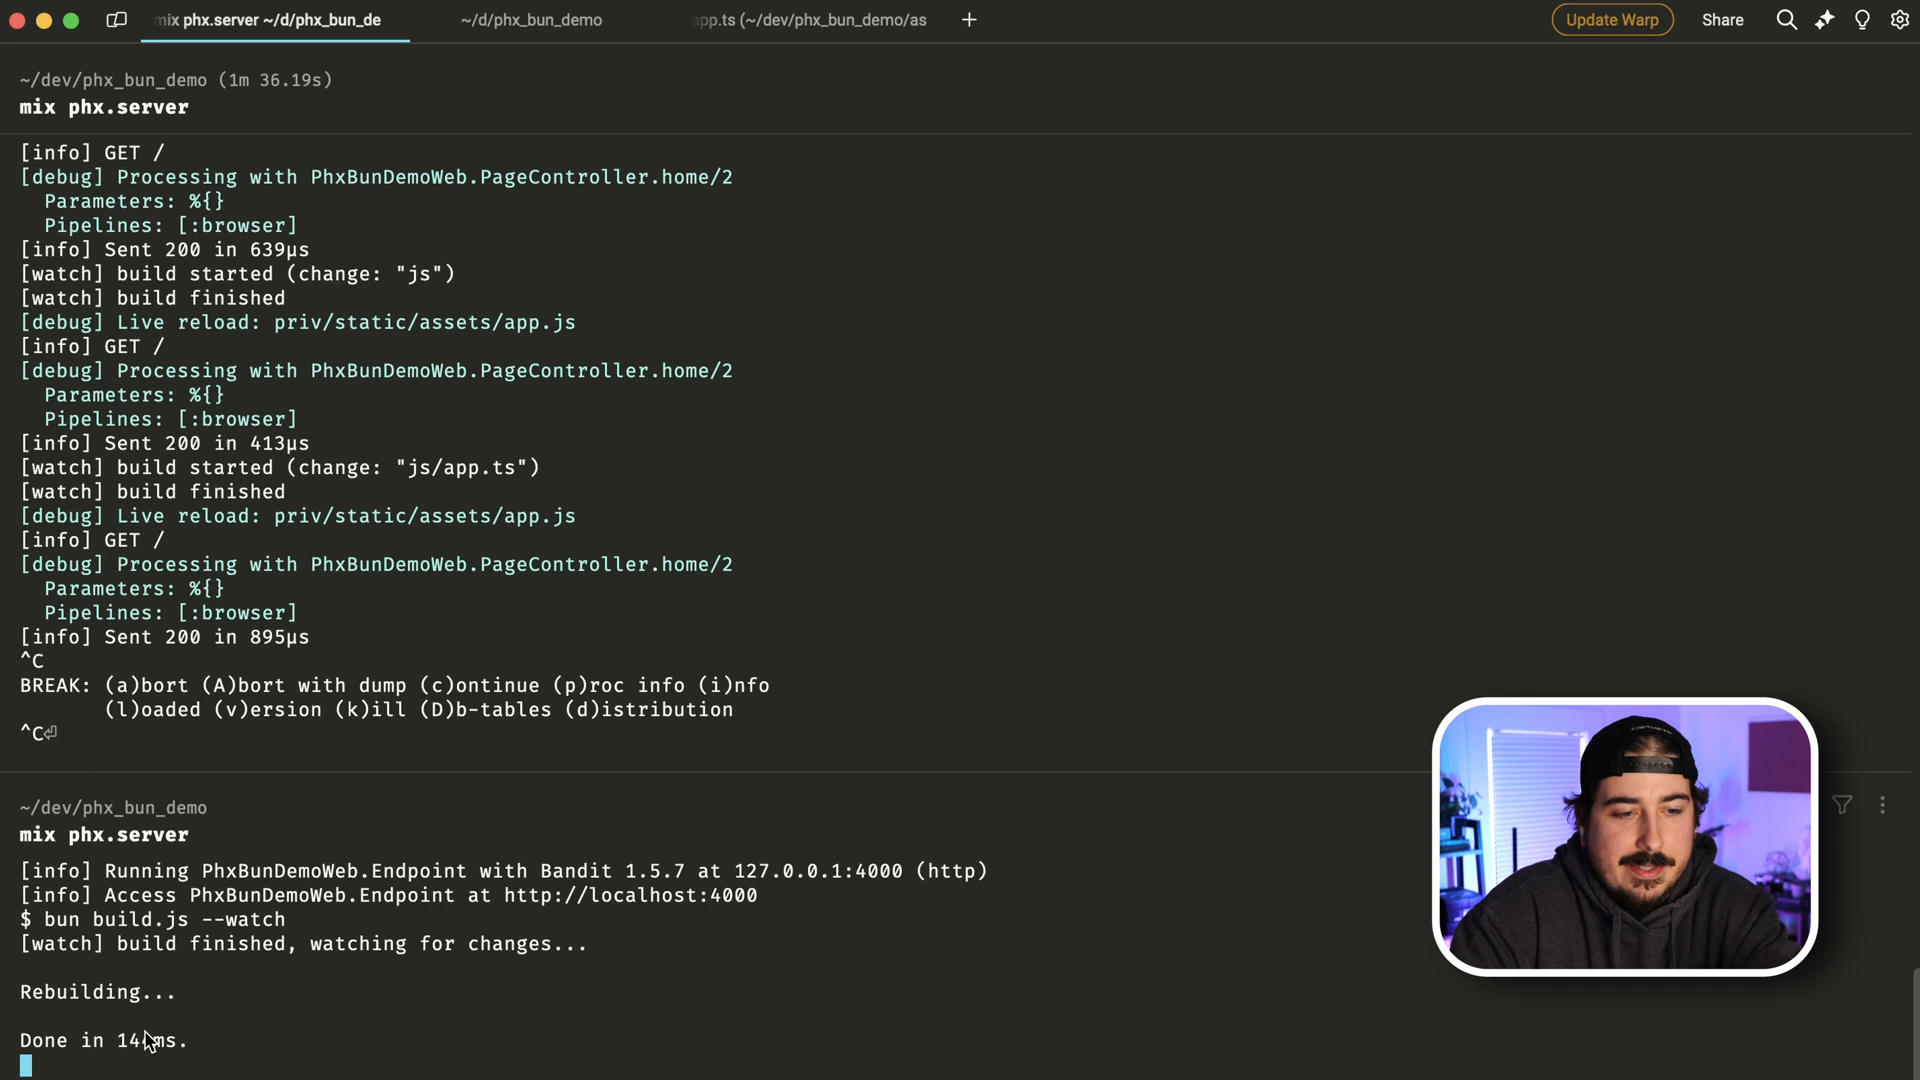 mix phx.server ~/d/phx_bun_de
~/d/phx_bun_demo
app.ts (~/dev/phx_bun_demo/as
+
Update Warp
Share
~/dev/phx_bun_demo (1m 36.19s)
mix phx.server
[info] GET /
[debug] Processing with PhxBunDemoWeb.PageController.home/2
  Parameters: %{}
  Pipelines: [:browser]
[info] Sent 200 in 639µs
[watch] build started (change: "js")
[watch] build finished
[debug] Live reload: priv/static/assets/app.js
[info] GET /
[debug] Processing with PhxBunDemoWeb.PageController.home/2
  Parameters: %{}
  Pipelines: [:browser]
[info] Sent 200 in 413µs
[watch] build started (change: "js/app.ts")
[watch] build finished
[debug] Live reload: priv/static/assets/app.js
[info] GET /
[debug] Processing with PhxBunDemoWeb.PageController.home/2
  Parameters: %{}
  Pipelines: [:browser]
[info] Sent 200 in 895µs
^C
BREAK: (a)bort (A)bort with dump (c)ontinue (p)roc info (i)nfo
       (l)oaded (v)ersion (k)ill (D)b-tables (d)istribution
^C⏎
~/dev/phx_bun_demo
mix phx.server
[info] Running PhxBunDemoWeb.Endpoint with Bandit 1.5.7 at 127.0.0.1:4000 (http)
[info] Access PhxBunDemoWeb.Endpoint at http://localhost:4000
$ bun build.js --watch
[watch] build finished, watching for changes...
Rebuilding...
Done in